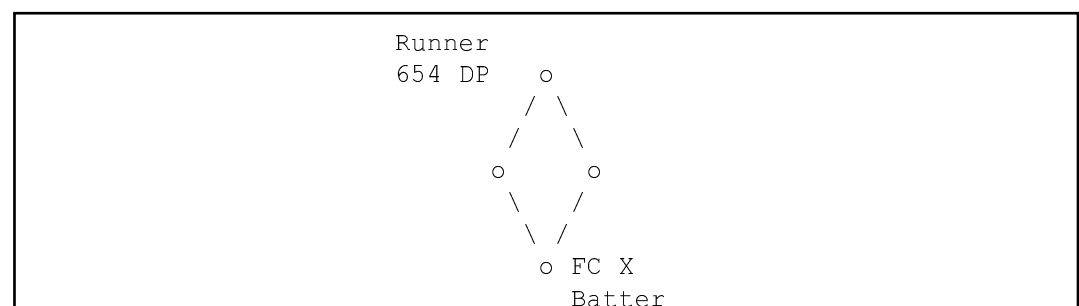 Runner
654 DP o
/ \
/ \
o o
\ /
\ /
o FC X
Batter